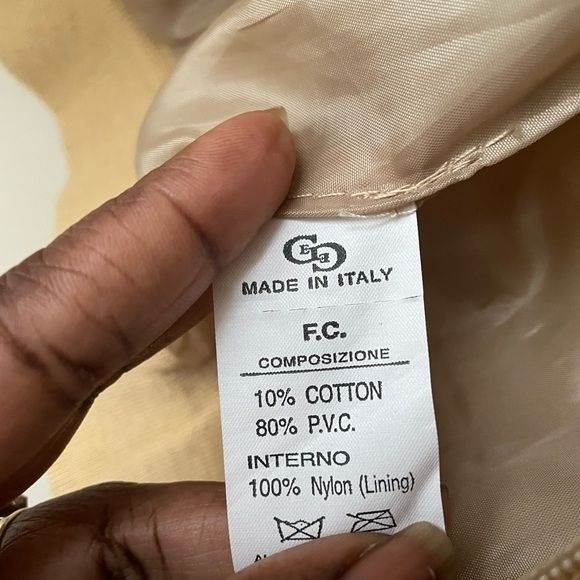 MADE IN ITALY
F.C.
COMPOSIZIONE
10% COTTON
80% P.V.C.
INTERNO
100% Nylon (Lining)